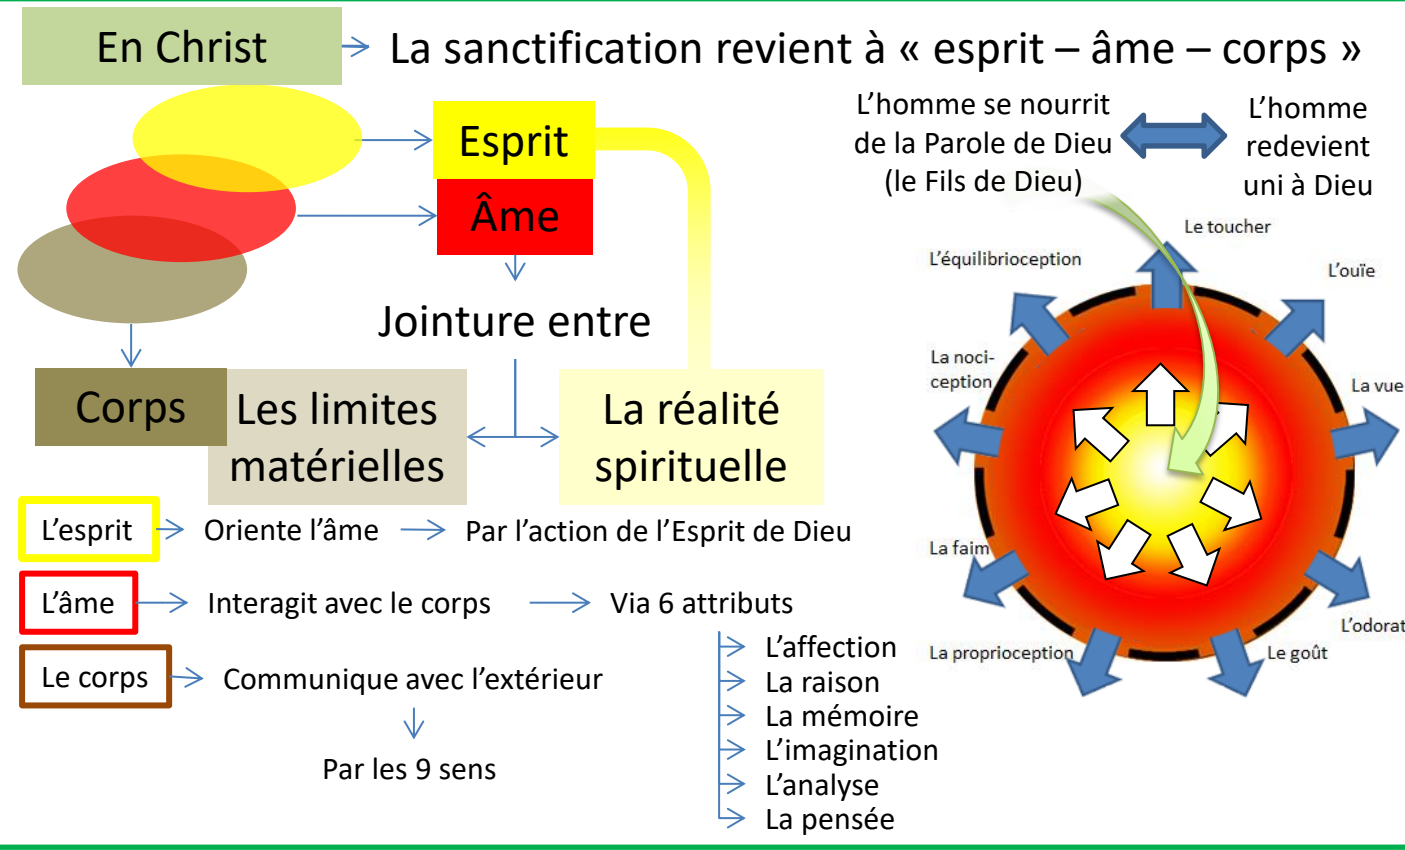 En Christ
La sanctification revient à « esprit – âme – corps »
L'homme se nourrit
de la Parole de Dieu
(le Fils de Dieu)
L'homme
redevient
uni à Dieu
Esprit
Âme
Jointure entre
Corps
Les limites
matérielles
La réalité
spirituelle
L'esprit
Oriente l'âme
Par l'action de l'Esprit de Dieu
L'âme
Interagit avec le corps
Via 6 attributs
L'affection
La raison
La mémoire
L'imagination
L'analyse
La pensée
Le corps
Communique avec l'extérieur
Par les 9 sens
Le toucher
L'ouïe
La vue
L'odorat
Le goût
La proprioception
La faim
La noci-
ception
L'équilibrioception